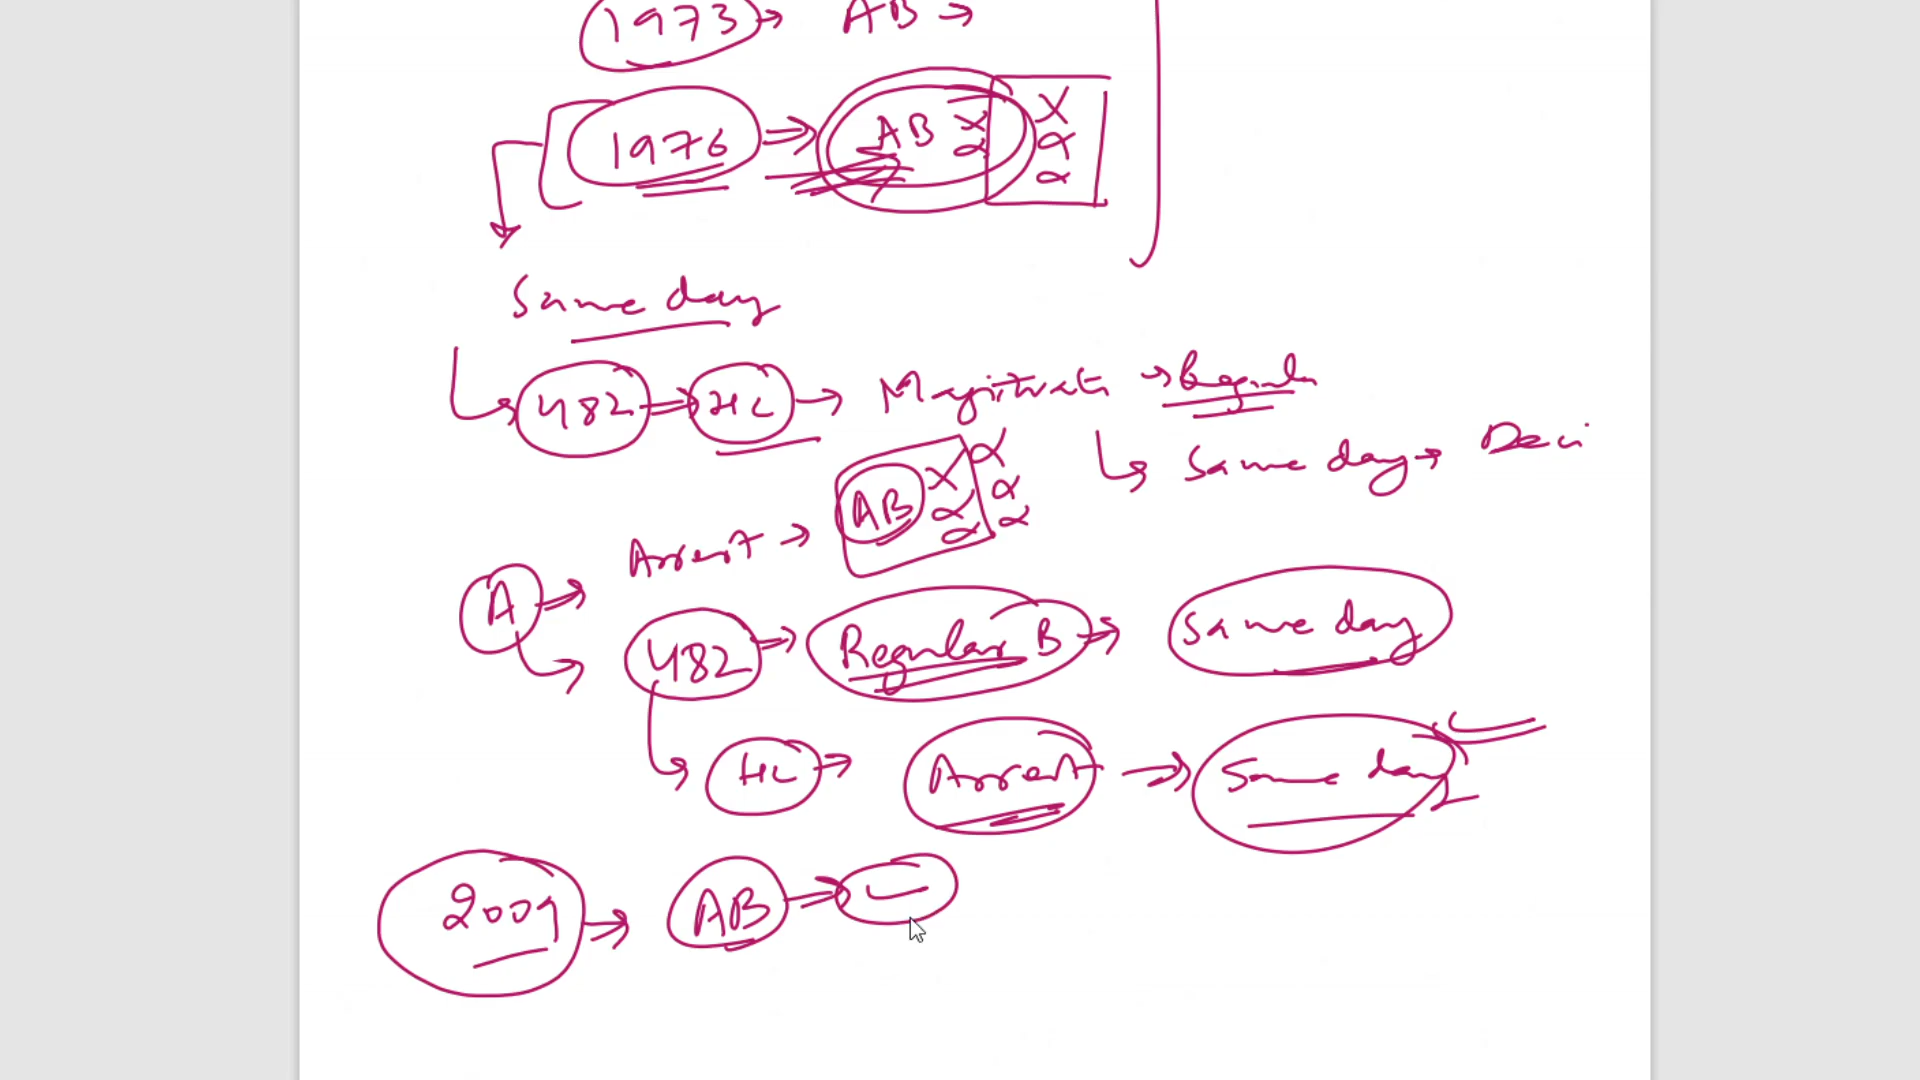 1973 → AB →
1976 ⇒ AB X X
Same day
482 ⇒ HC → Magistrate → Regular
Same day → Deci
Arrest → AB X
A ⇒
482 ⇒ Regular B ⇒ Same day
HC ⇒ Arrest ⇒ Same day
2009 ⇒ AB ⇒